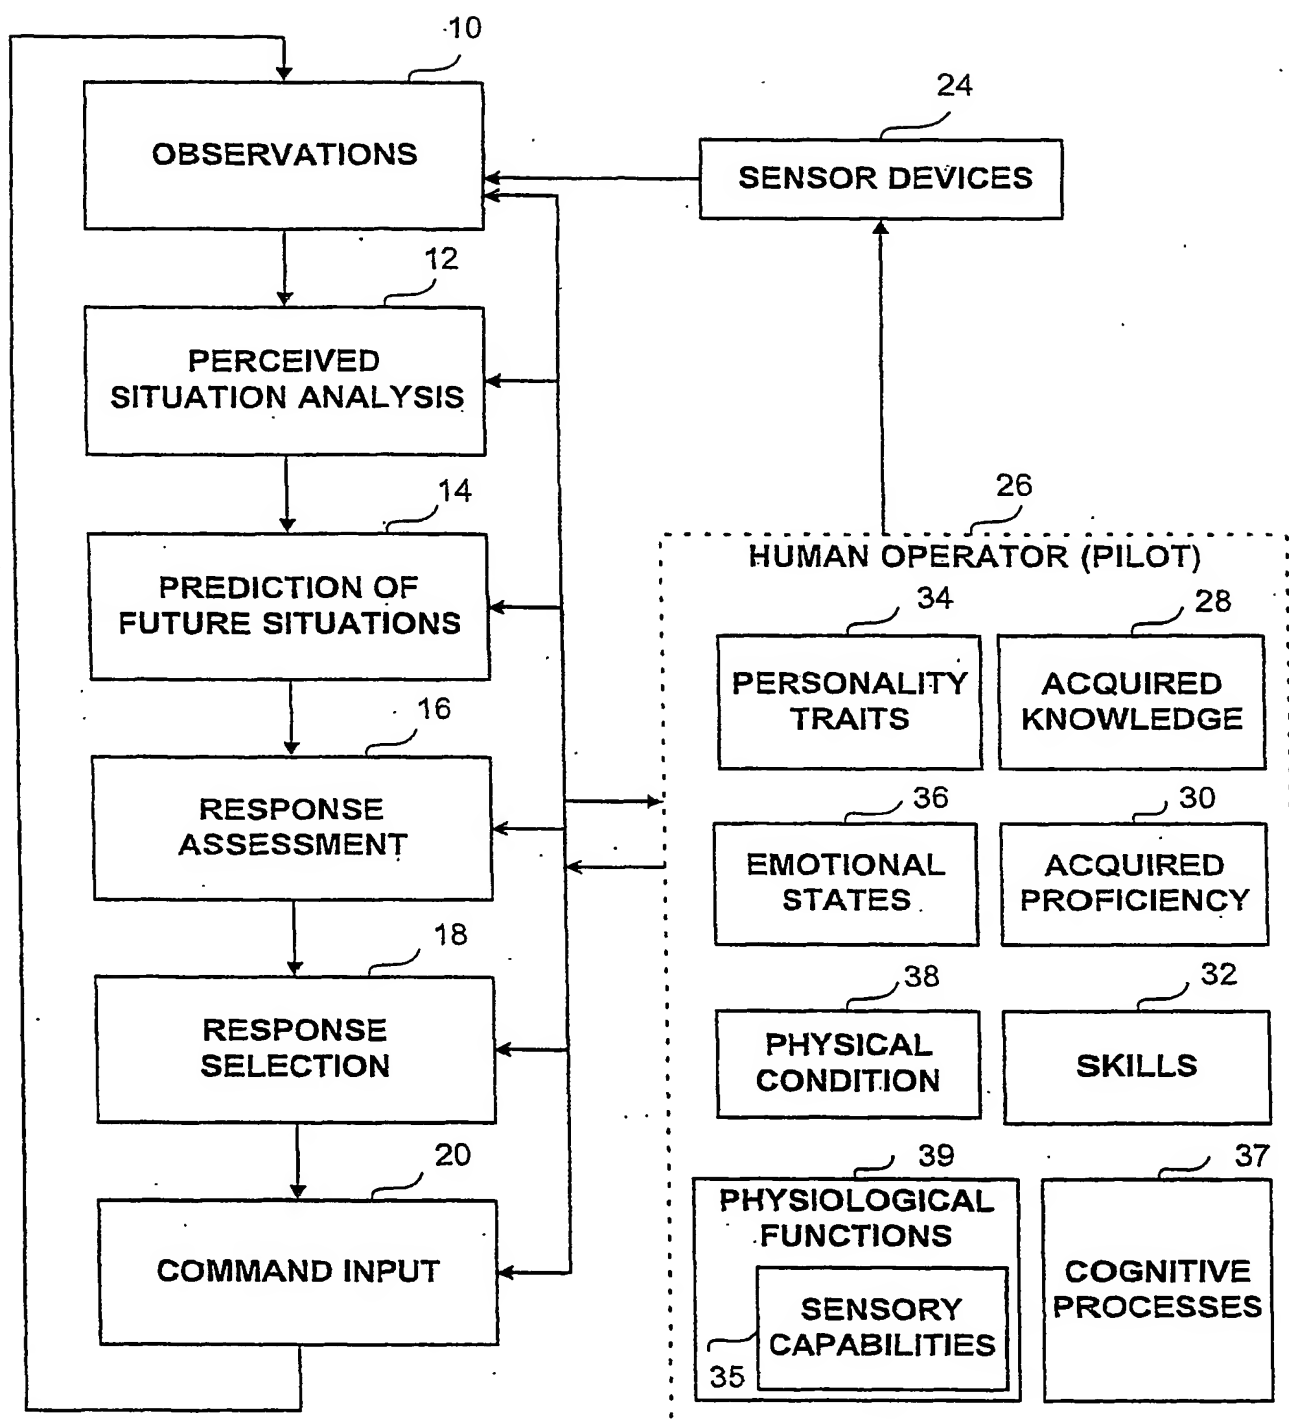 10
OBSERVATIONS
24
SENSOR DEVICES
12
PERCEIVED
SITUATION ANALYSIS
14
PREDICTION OF
FUTURE SITUATIONS
16
RESPONSE
ASSESSMENT
18
RESPONSE
SELECTION
20
COMMAND INPUT
26
HUMAN OPERATOR (PILOT)
34
PERSONALITY
TRAITS
28
ACQUIRED
KNOWLEDGE
36
EMOTIONAL
STATES
30
ACQUIRED
PROFICIENCY
38
PHYSICAL
CONDITION
32
SKILLS
39
PHYSIOLOGICAL
FUNCTIONS
SENSORY
CAPABILITIES
35
37
COGNITIVE
PROCESSES